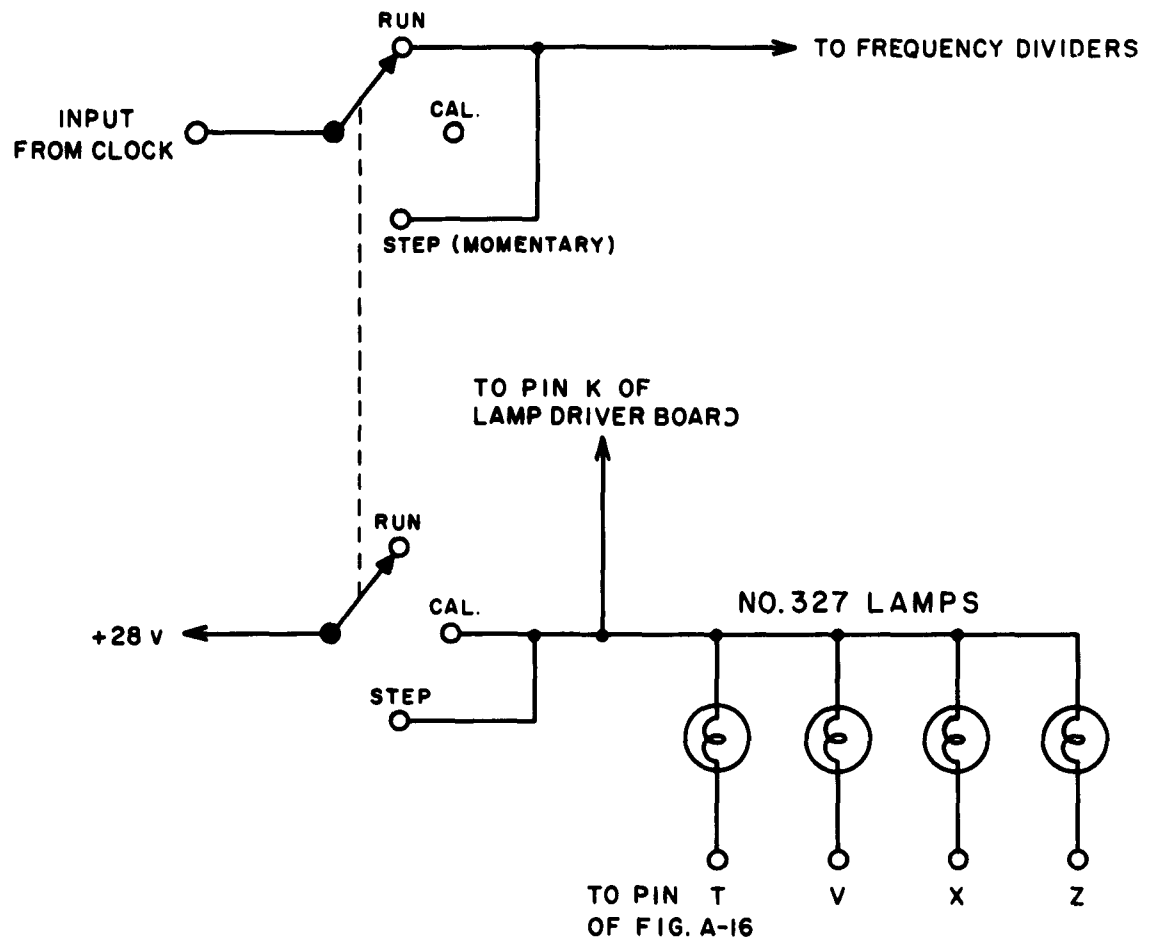 RUN
TO FREQUENCY DIVIDERS
CAL.
INPUT
FROM CLOCK
STEP (MOMENTARY)
TO PIN K OF
LAMP DRIVER BOARD
RUN
CAL.
NO. 327 LAMPS
+28 V
STEP
TO PIN T V X Z
OF FIG. A-16